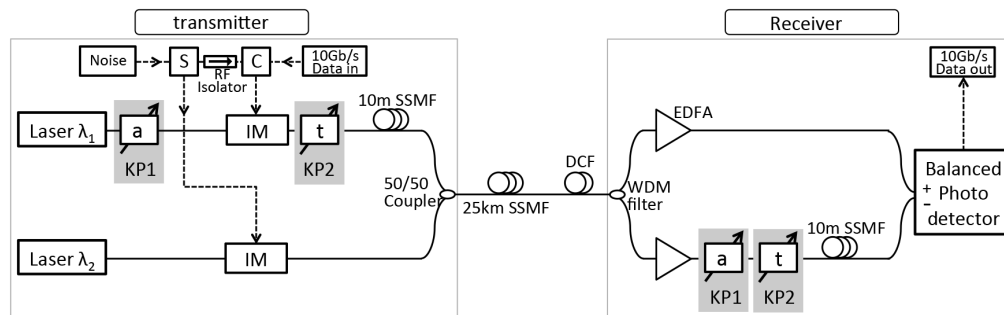 transmitter
Receiver
Noise
S
C
10Gb/s
Data in
RF
Isolator
10Gb/s
Data out
Laser λ1
a
KP1
IM
t
KP2
10m SSMF
50/50
Coupler
25km SSMF
DCF
WDM
filter
EDFA
Balanced
+ Photo
- detector
Laser λ2
IM
a
KP1
t
KP2
10m SSMF